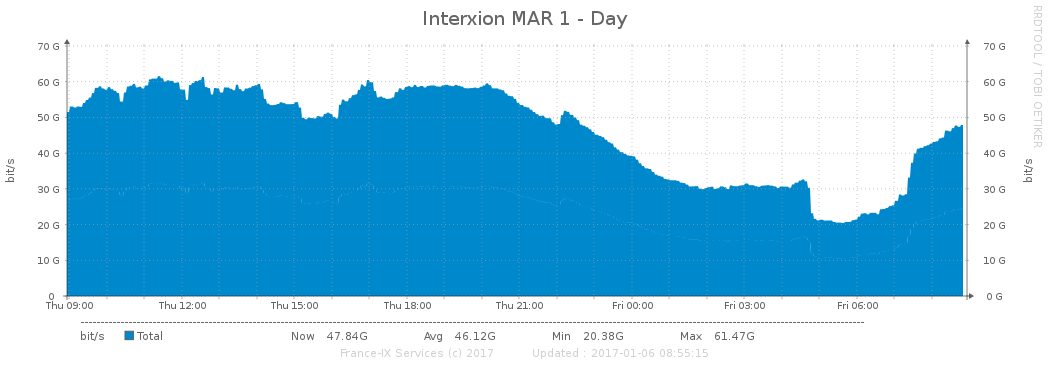 Interxion MAR 1 - Day
RRDTOOL / TOBI OETIKER
bit/s
bit/s
70 G 70 G
60 G 60 G
50 G 50 G
40 G 40 G
30 G 30 G
20 G 20 G
10 G 10 G
0 0 G
Thu 09:00 Thu 12:00 Thu 15:00 Thu 18:00 Thu 21:00 Fri 00:00 Fri 03:00 Fri 06:00
bit/s Total Now 47.84G Avg 46.12G Min 20.38G Max 61.47G
France-IX Services (c) 2017 Updated : 2017-01-06 08:55:15